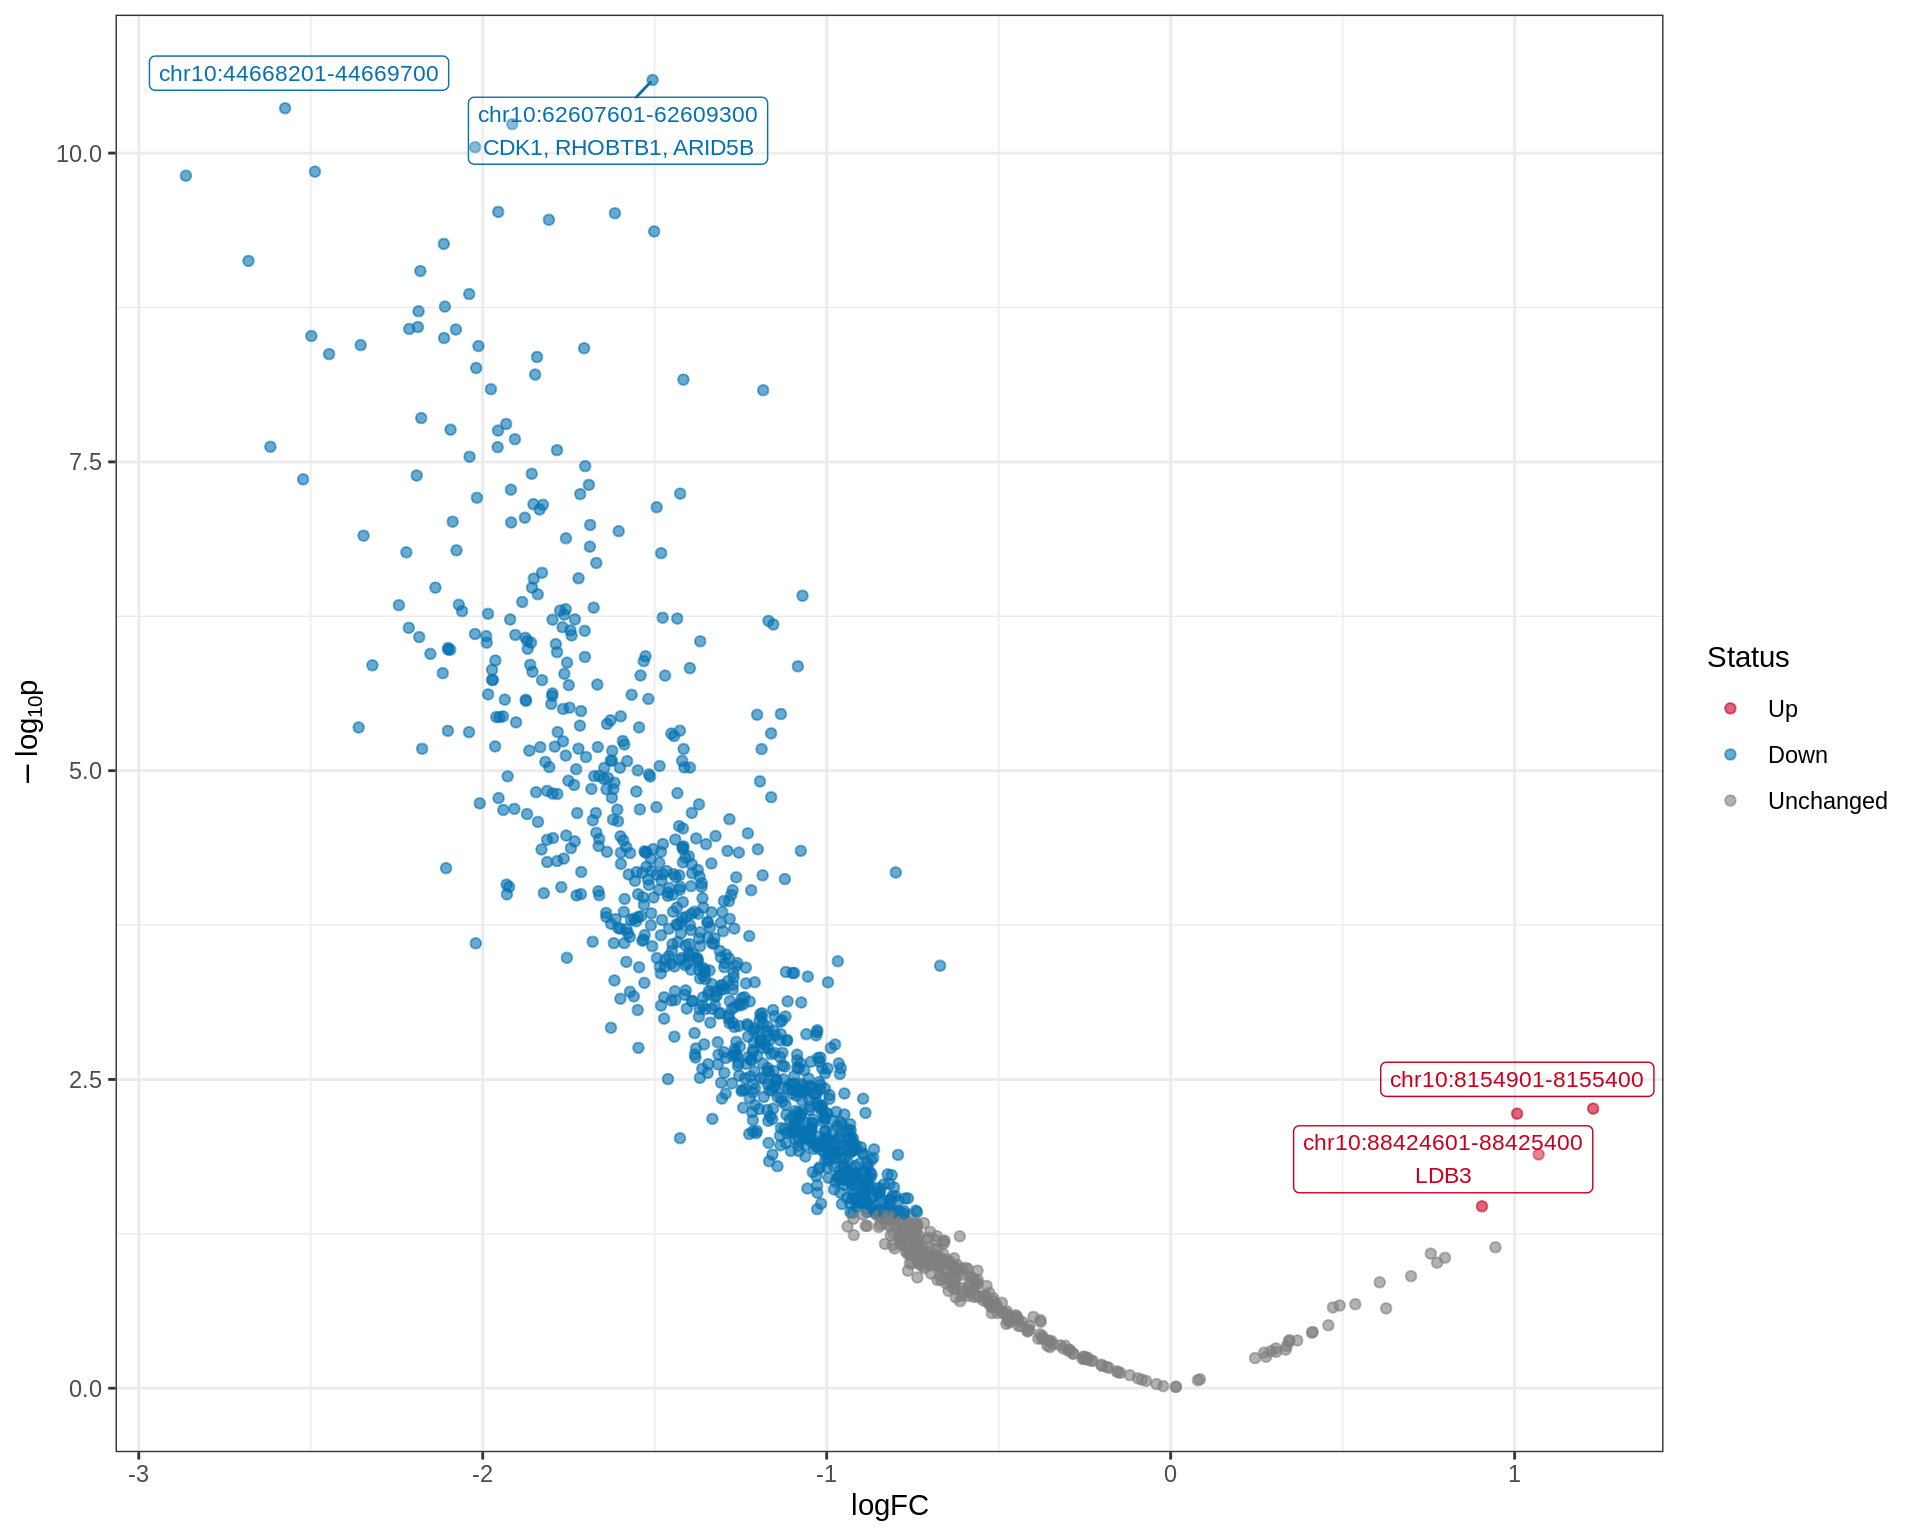 chr10:44668201-44669700
chr10:62607601-62609300
CDK1, RHOBTB1, ARID5B
10.0
7.5
5.0
2.5
0.0
− log10p
chr10:8154901-8155400
chr10:88424601-88425400
LDB3
-3
-2
-1
0
1
logFC
Status
Up
Down
Unchanged